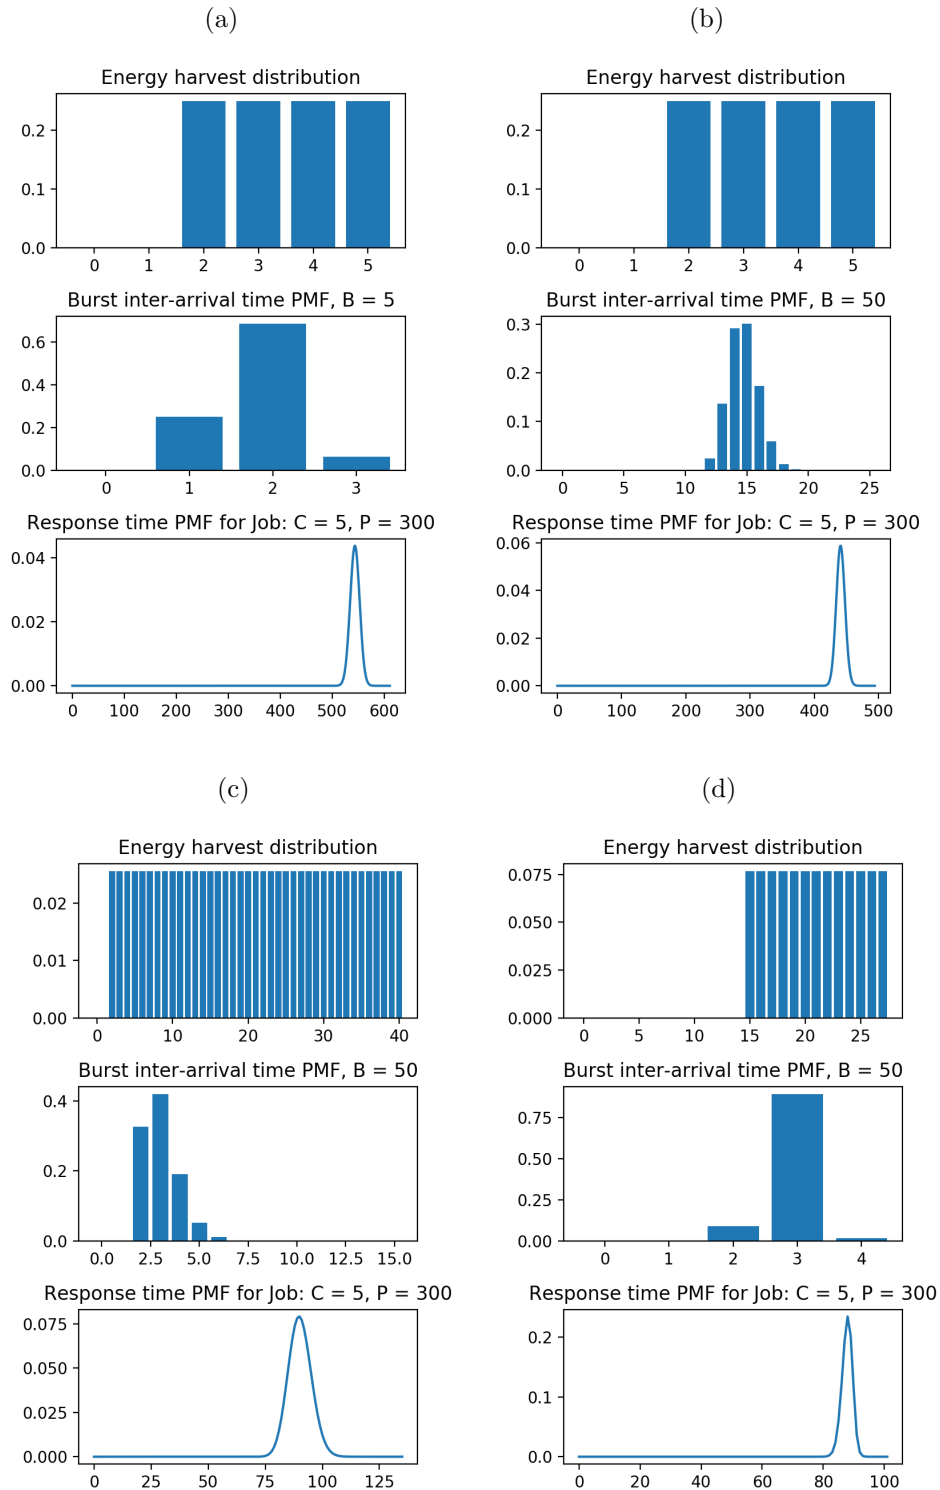 (a) (b)
Energy harvest distribution Energy harvest distribution
0.2 0.2
0.1 0.1
0.0 0.0
0 1 2 3 4 5 0 1 2 3 4 5
Burst inter-arrival time PMF, B = 5 Burst inter-arrival time PMF, B = 50
0.6 0.3
0.4 0.2
0.2 0.1
0.0 0.0
0 1 2 3 0 5 10 15 20 25
Response time PMF for Job: C = 5, P = 300 Response time PMF for Job: C = 5, P = 300
0.04 0.06
0.02 0.04
0.00 0.02
0.00
0 100 200 300 400 500 600 0 100 200 300 400 500
(c) (d)
Energy harvest distribution Energy harvest distribution
0.02 0.075
0.01 0.050
0.00 0.025
0.000
0 10 20 30 40 0 5 10 15 20 25
Burst inter-arrival time PMF, B = 50 Burst inter-arrival time PMF, B = 50
0.4 0.75
0.2 0.50
0.0 0.25
0.00
0.0 2.5 5.0 7.5 10.0 12.5 15.0 0 1 2 3 4
Response time PMF for Job: C = 5, P = 300 Response time PMF for Job: C = 5, P = 300
0.075 0.2
0.050 0.1
0.025 0.0
0.000
0 25 50 75 100 125 0 20 40 60 80 100